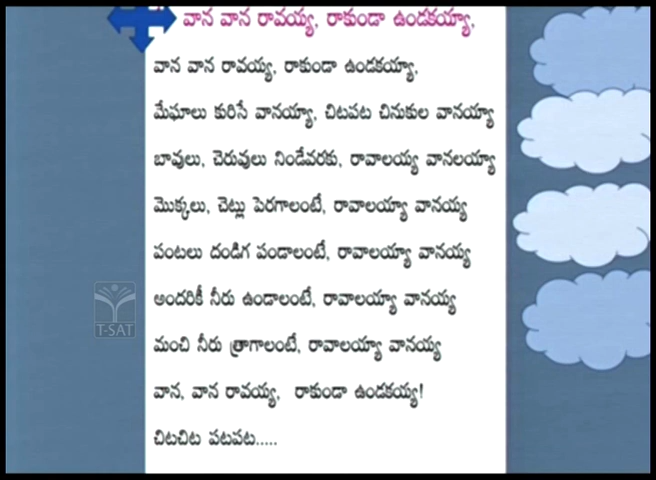 వాన వాన రావయ్య, రాకుండా ఉండకయ్యా,
వాన వాన రావయ్య, రాకుండా ఉండకయ్యా,
మేఘాలు కురిసే వానయ్యా, చిటపట చినుకుల వానయ్యా
బావులు, చెరువులు నిండేవరకు, రావాలయ్య వానలయ్యా
మొక్కలు, చెట్లు పెరగాలంటే, రావాలయ్యా వానయ్య
పంటలు దండిగ పండాలంటే, రావాలయ్యా వానయ్య
అందరికీ నీరు ఉండాలంటే, రావాలయ్యా వానయ్య
మంచి నీరు త్రాగాలంటే, రావాలయ్యా వానయ్య
వాన, వాన రావయ్య, రాకుండా ఉండకయ్య!
చిటచిట పటపట.....
T-SAT